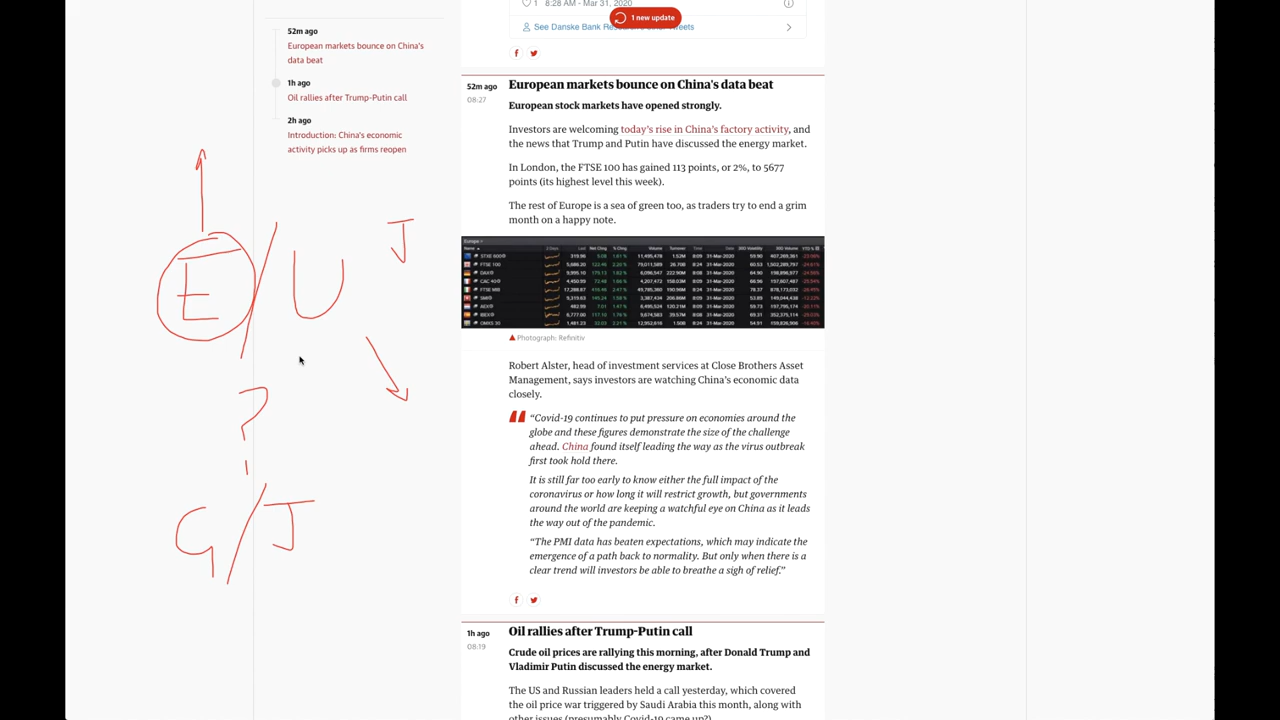 52m ago
European markets bounce on China's
data beat
1h ago
Oil rallies after Trump-Putin call
2h ago
Introduction: China's economic
activity picks up as firms reopen
E / U J
?
G / J
1 8:28 AM - Mar 31, 2020
1 new update
See Danske Bank
52m ago
08:27
European markets bounce on China's data beat
European stock markets have opened strongly.
Investors are welcoming today's rise in China's factory activity, and
the news that Trump and Putin have discussed the energy market.
In London, the FTSE 100 has gained 113 points, or 2%, to 5677
points (its highest level this week).
The rest of Europe is a sea of green too, as traders try to end a grim
month on a happy note.
Photograph: Refinitiv
Robert Alster, head of investment services at Close Brothers Asset
Management, says investors are watching China's economic data
closely.
“Covid-19 continues to put pressure on economies around the
globe and these figures demonstrate the size of the challenge
ahead. China found itself leading the way as the virus outbreak
first took hold there.
It is still far too early to know either the full impact of the
coronavirus or how long it will restrict growth, but governments
around the world are keeping a watchful eye on China as it leads
the way out of the pandemic.
“The PMI data has beaten expectations, which may indicate the
emergence of a path back to normality. But only when there is a
clear trend will investors be able to breathe a sigh of relief.”
1h ago
08:19
Oil rallies after Trump-Putin call
Crude oil prices are rallying this morning, after Donald Trump and
Vladimir Putin discussed the energy market.
The US and Russian leaders held a call yesterday, which covered
the oil price war triggered by Saudi Arabia this month, along with
other issues (presumably Covid-19 came up?)